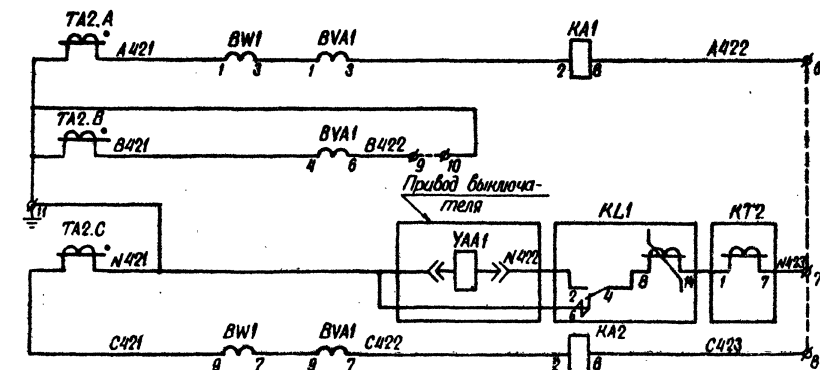 TA2.A
A421
BW1
BVA1
KA1
A422
1 3
1 3
2 8
6
TA2.B
B421
BVA1
B422
4 6
9 10
Привод выключа-
теля
11
TA2.C
N421
YAA1
N422
KL1
KT2
N423
2 4 8 14
6
1 7
7
C421
BW1
BVA1
C422
KA2
C423
9 7
9 7
2 8
8